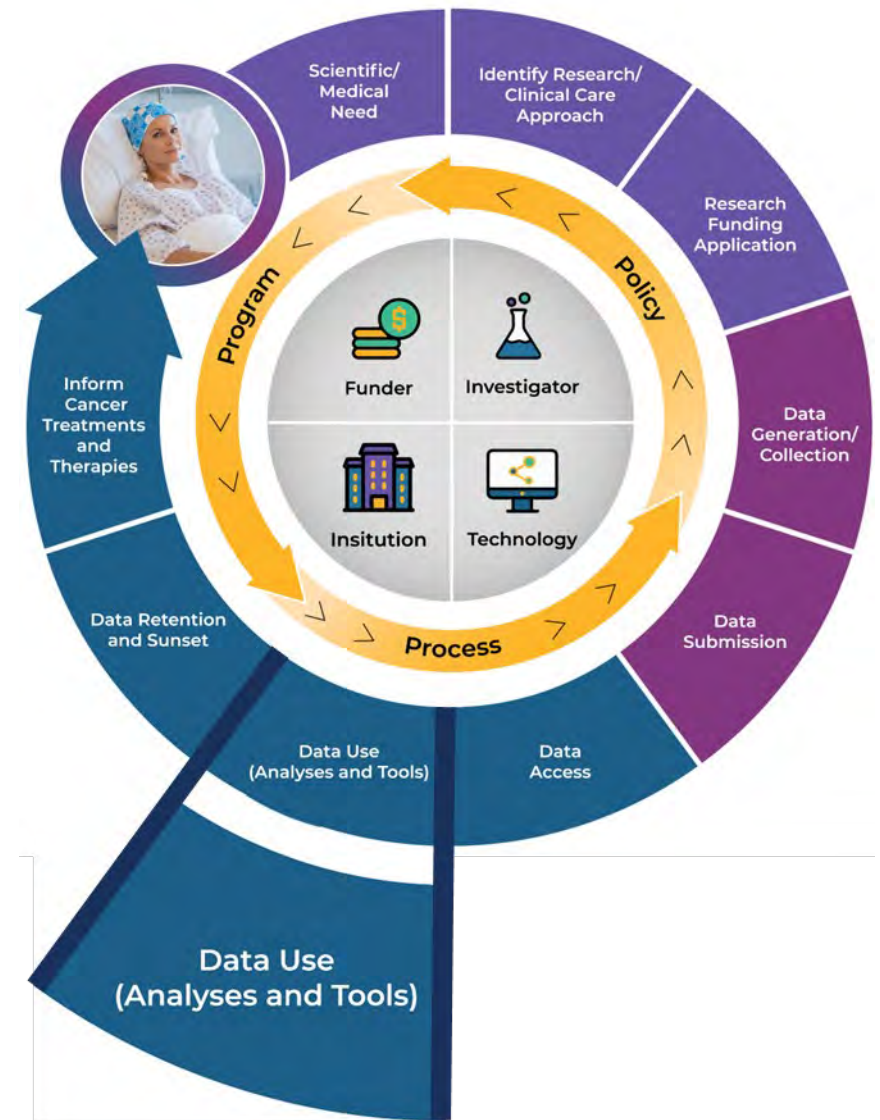 Scientific/
Medical
Need
Identify Research/
Clinical Care
Approach
Research
Funding
Application
Data
Generation/
Collection
Data
Submission
Data
Access
Data Use
(Analyses and Tools)
Data Retention
and Sunset
Inform
Cancer
Treatments
and
Therapies
Program
Policy
Process
$
Funder
Investigator
Insitution
Technology
Data Use
(Analyses and Tools)